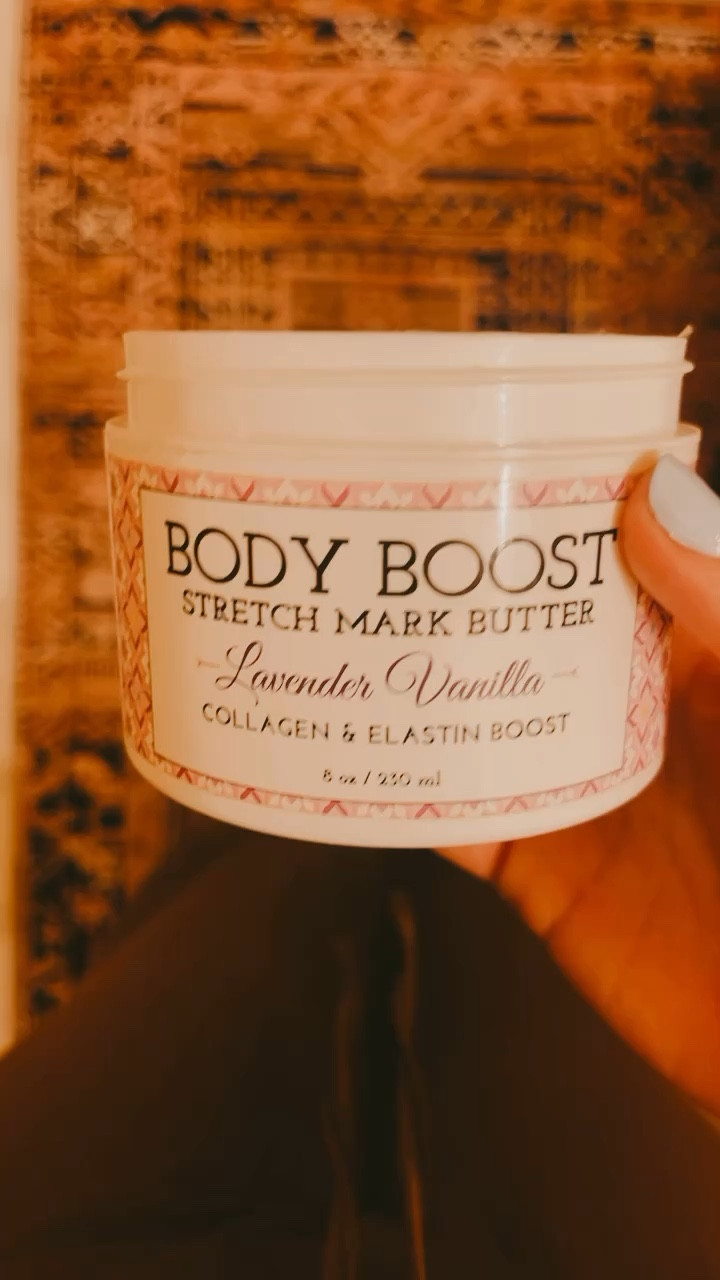 BODY BOOST
STRETCH MARK BUTTER
Lavender Vanilla
COLLAGEN & ELASTIN BOOST
8 oz / 230 ml